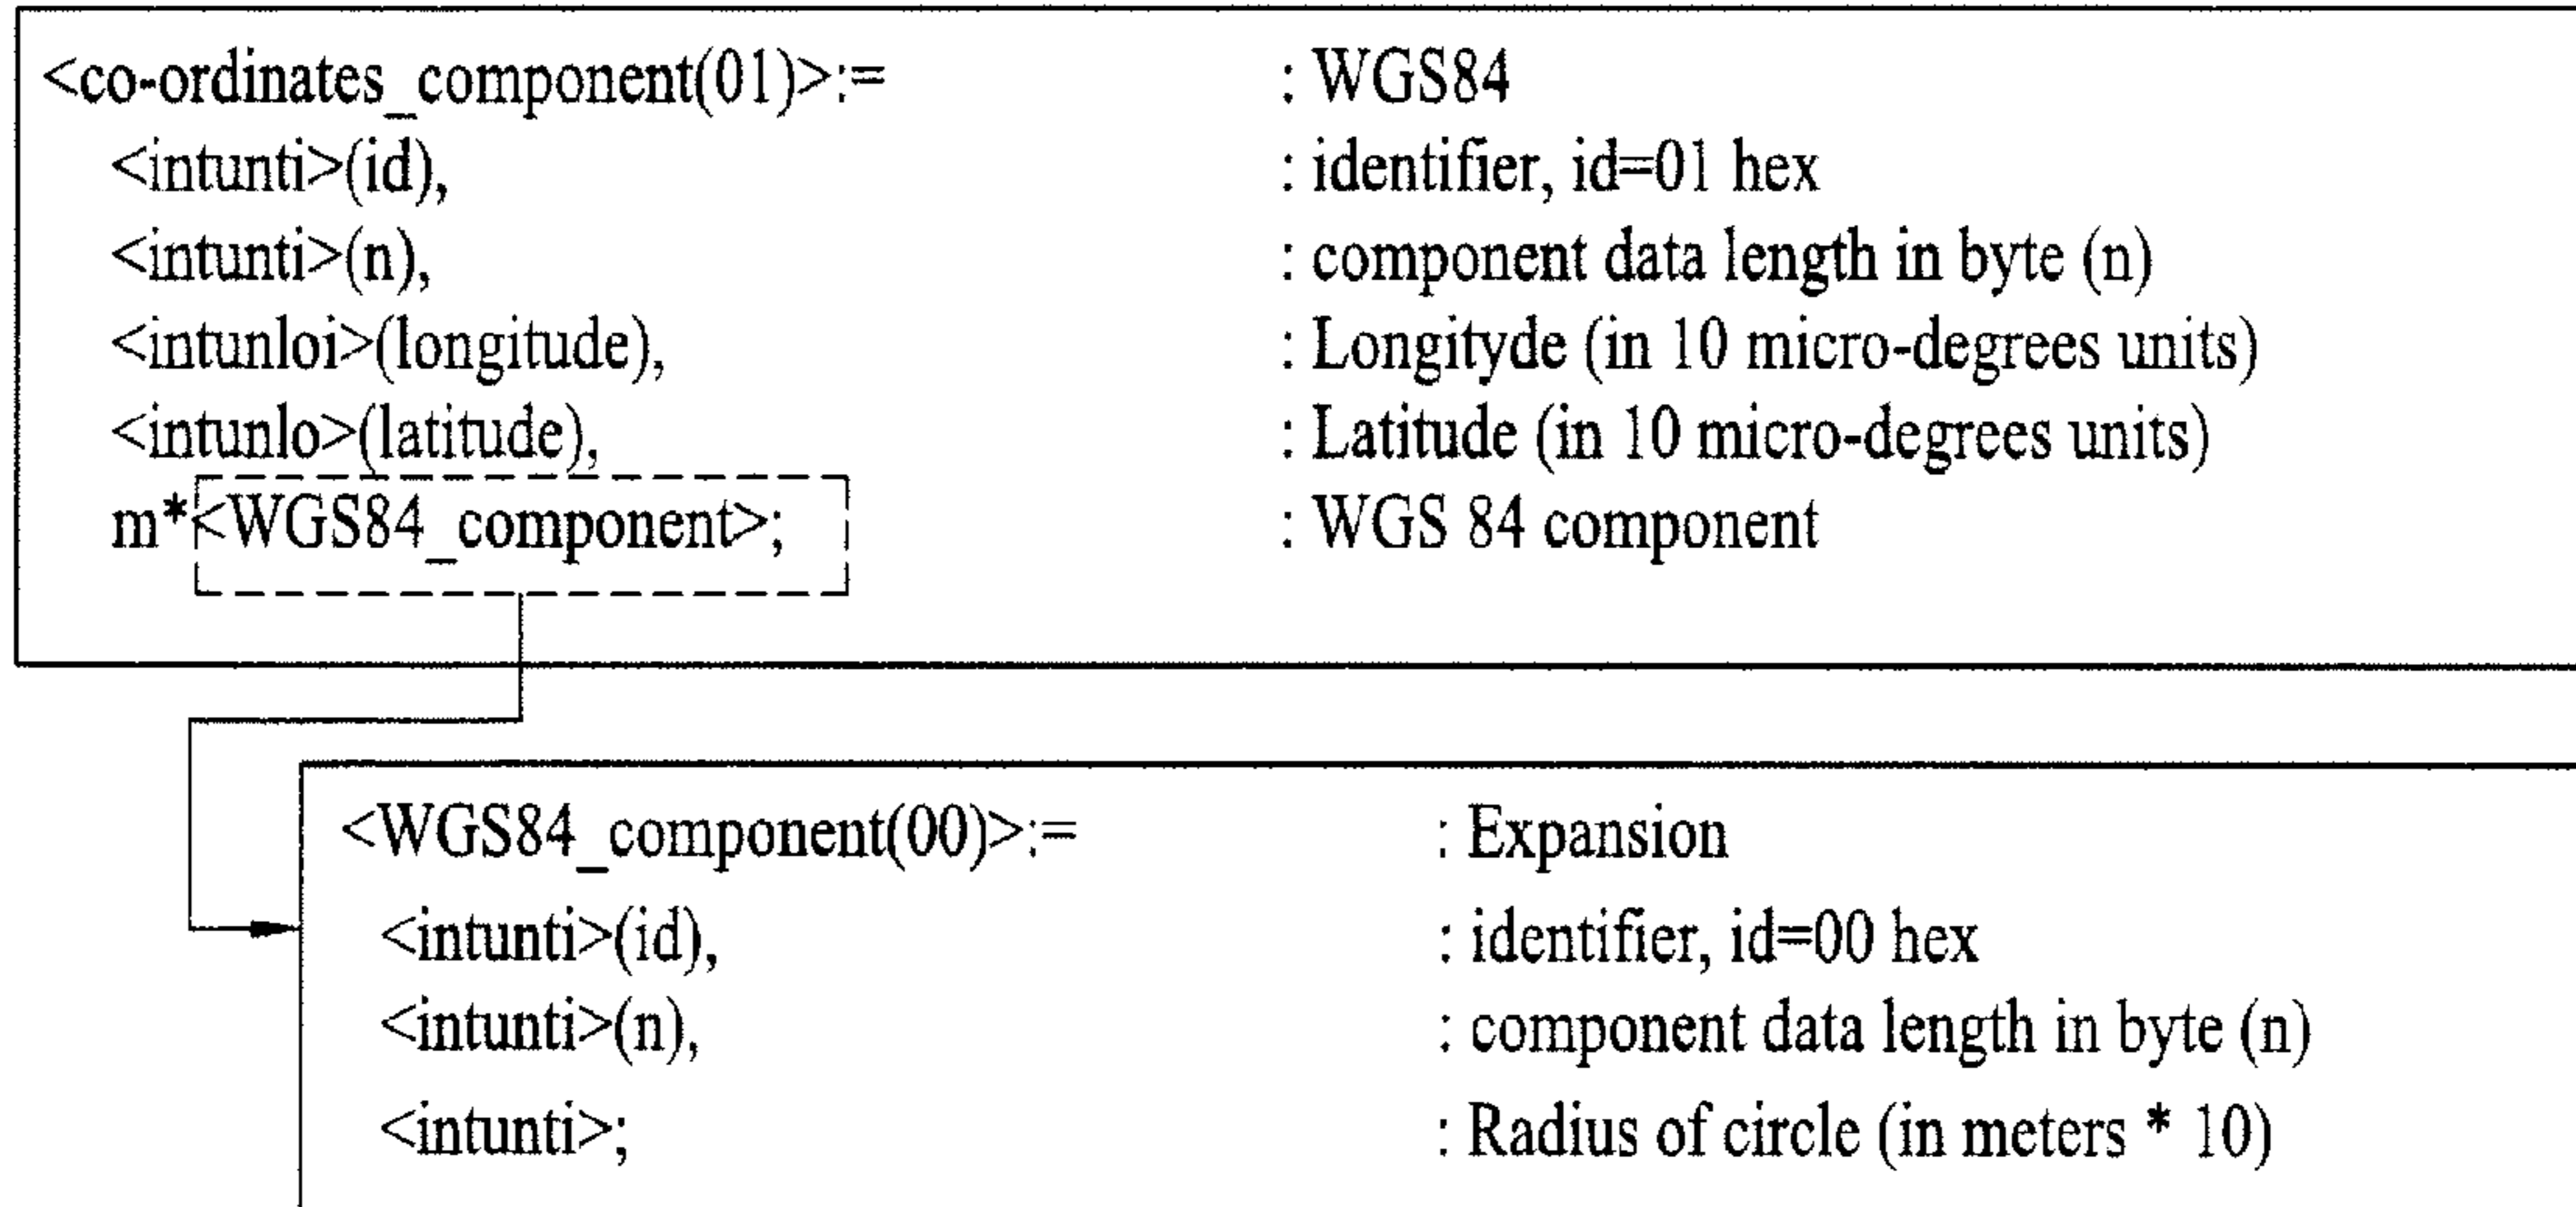 <co-ordinates_component(01)>:= : WGS84
<intunti>(id), : identifier, id=01 hex
<intunti>(n), : component data length in byte (n)
<intunloi>(longitude), : Longityde (in 10 micro-degrees units)
<intunlo>(latitude), : Latitude (in 10 micro-degrees units)
m*<WGS84_component>; : WGS 84 component
<WGS84_component(00)>:= : Expansion
<intunti>(id), : identifier, id=00 hex
<intunti>(n), : component data length in byte (n)
<intunti>; : Radius of circle (in meters * 10)